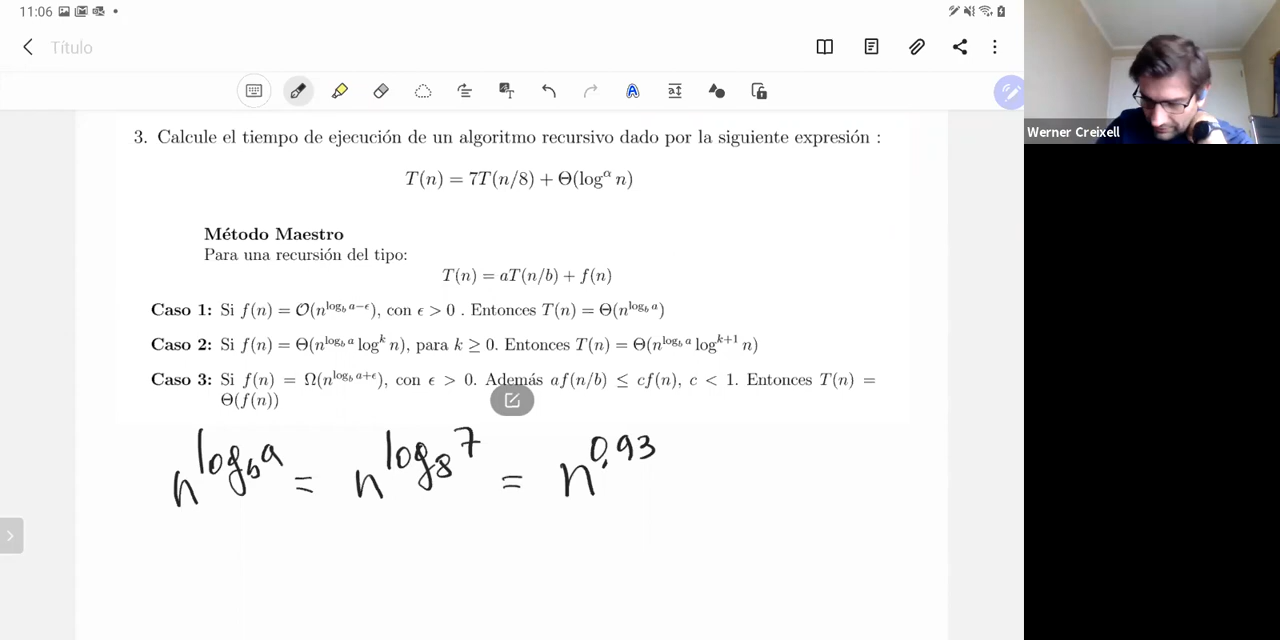 11:06
Título
Werner Creixell
3. Calcule el tiempo de ejecución de un algoritmo recursivo dado por la siguiente expresión :
T(n) = 7T(n/8) + Θ(log^α n)
Método Maestro
Para una recursión del tipo:
T(n) = aT(n/b) + f(n)
Caso 1: Si f(n) = O(n^{log_b a−ϵ}), con ϵ > 0 . Entonces T(n) = Θ(n^{log_b a})
Caso 2: Si f(n) = Θ(n^{log_b a} log^k n), para k ≥ 0. Entonces T(n) = Θ(n^{log_b a} log^{k+1} n)
Caso 3: Si f(n) = Ω(n^{log_b a+ϵ}), con ϵ > 0. Además af(n/b) ≤ cf(n), c < 1. Entonces T(n) =
Θ(f(n))
n^{log_b a} = n^{log_8 7} = n^{0.93}